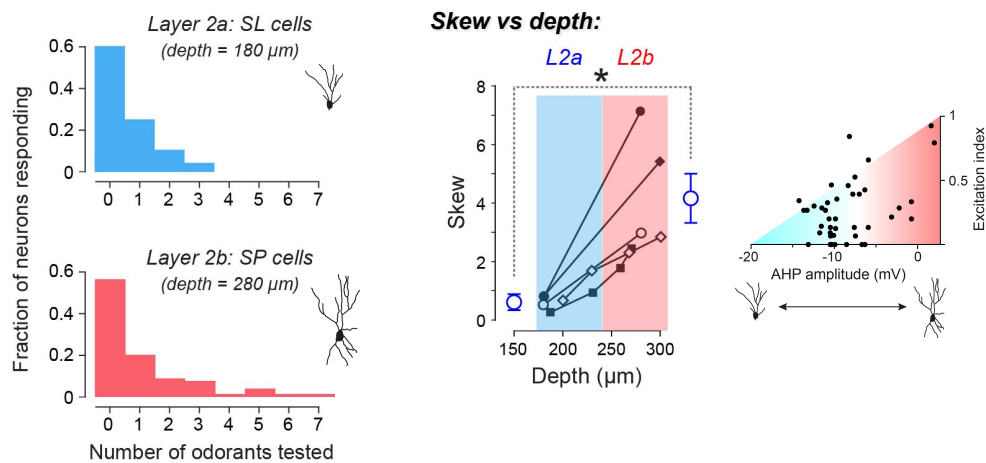 Layer 2a: SL cells
(depth = 180 µm)
0.6
0.4
0.2
0
0 1 2 3 4 5 6 7
Fraction of neurons responding
Layer 2b: SP cells
(depth = 280 µm)
0.6
0.4
0.2
0
0 1 2 3 4 5 6 7
Number of odorants tested
Skew vs depth:
L2a L2b
*
8
6
4
2
0
Skew
150 200 250 300
Depth (µm)
1
0.5
Excitation index
-20 -10 0
AHP amplitude (mV)